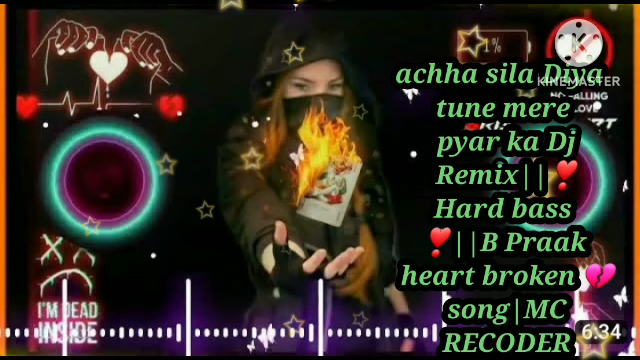 1%
achha sila Diya
KINEMASTER
tune mere
pyar ka Dj
Remix||❣️
Hard bass
❣️||B Praak
heart broken 💔
song|MC
RECODER
I'M DEAD
INSIDE
6:34